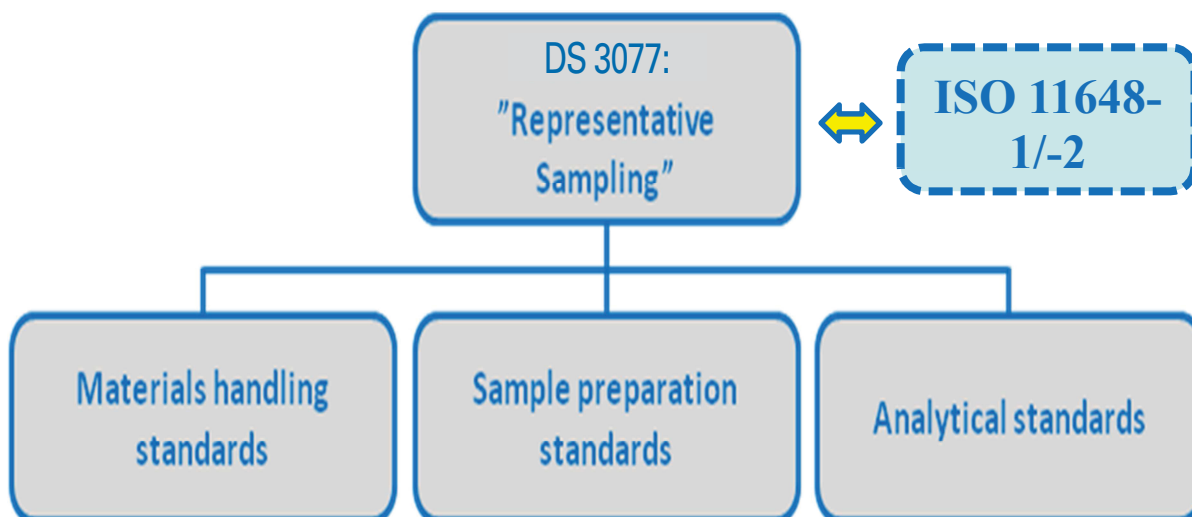 DS 3077:
"Representative
Sampling"
ISO 11648-
1/-2
Materials handling
standards
Sample preparation
standards
Analytical standards